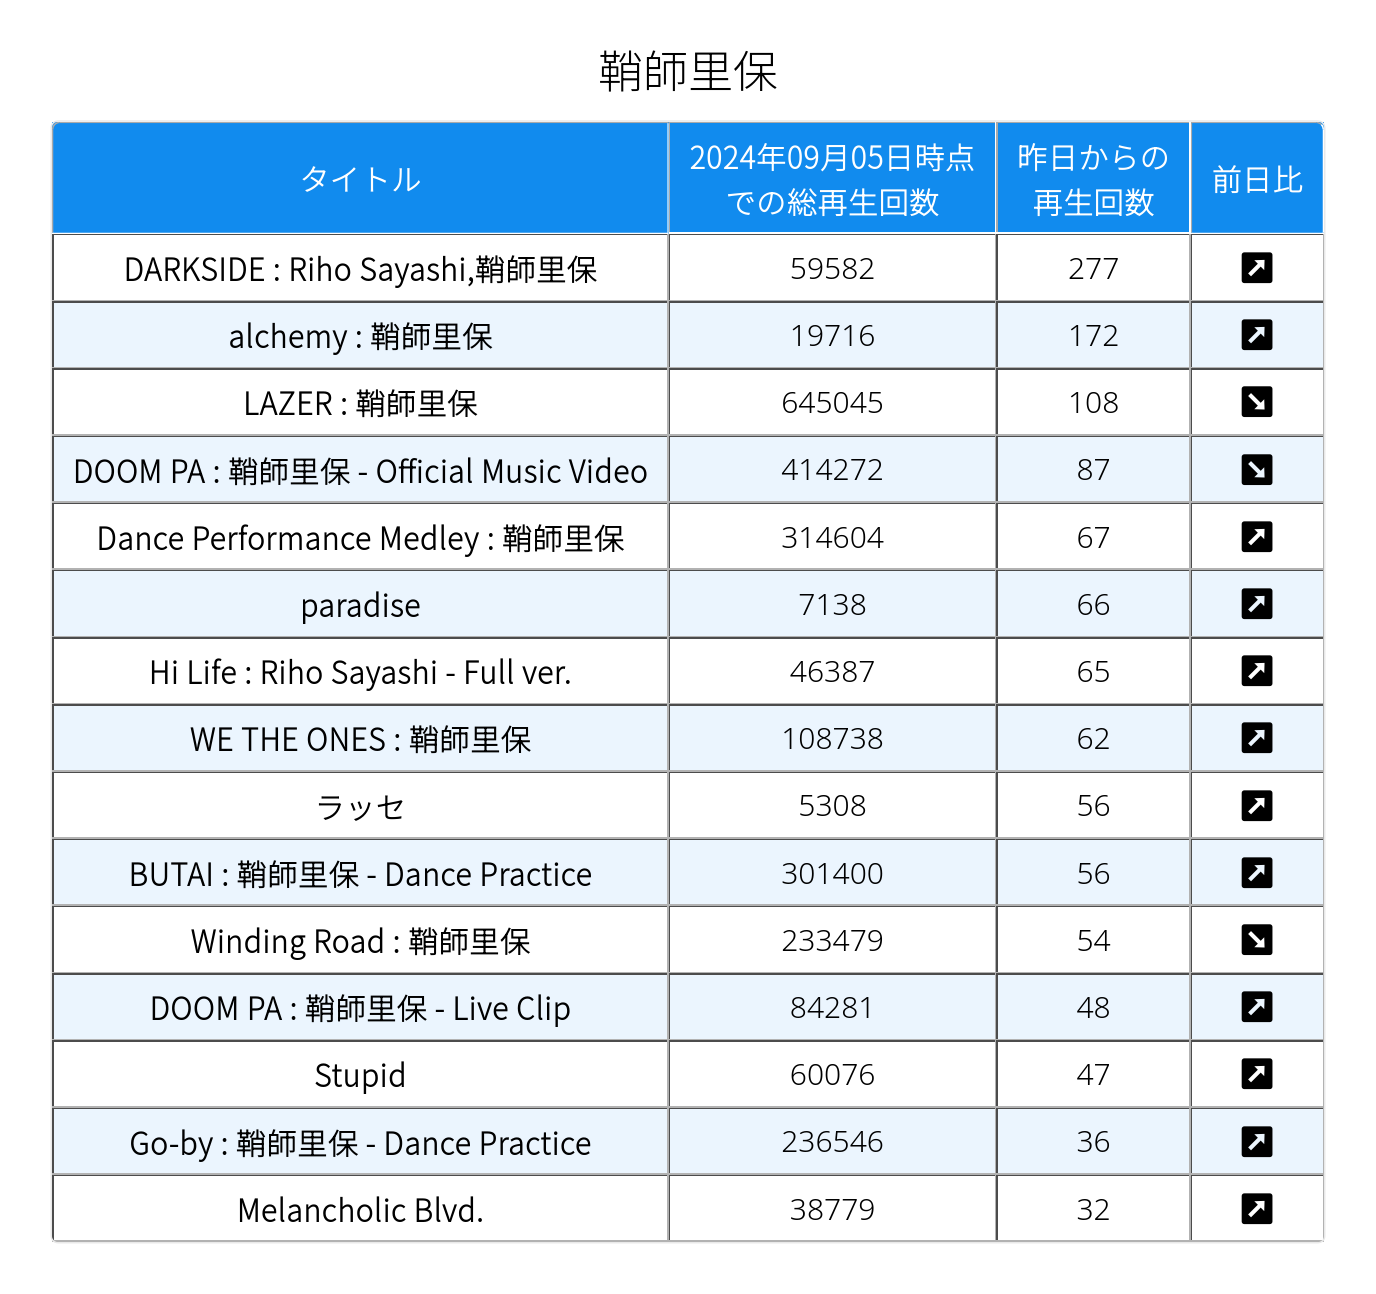 鞘師里保
タイトル 2024年09月05日時点での総再生回数 昨日からの再生回数 前日比
DARKSIDE : Riho Sayashi,鞘師里保 59582 277 ↗
alchemy : 鞘師里保 19716 172 ↗
LAZER : 鞘師里保 645045 108 ↘
DOOM PA : 鞘師里保 - Official Music Video 414272 87 ↘
Dance Performance Medley : 鞘師里保 314604 67 ↗
paradise 7138 66 ↗
Hi Life : Riho Sayashi - Full ver. 46387 65 ↗
WE THE ONES : 鞘師里保 108738 62 ↗
ラッセ 5308 56 ↗
BUTAI : 鞘師里保 - Dance Practice 301400 56 ↗
Winding Road : 鞘師里保 233479 54 ↘
DOOM PA : 鞘師里保 - Live Clip 84281 48 ↗
Stupid 60076 47 ↗
Go-by : 鞘師里保 - Dance Practice 236546 36 ↗
Melancholic Blvd. 38779 32 ↗